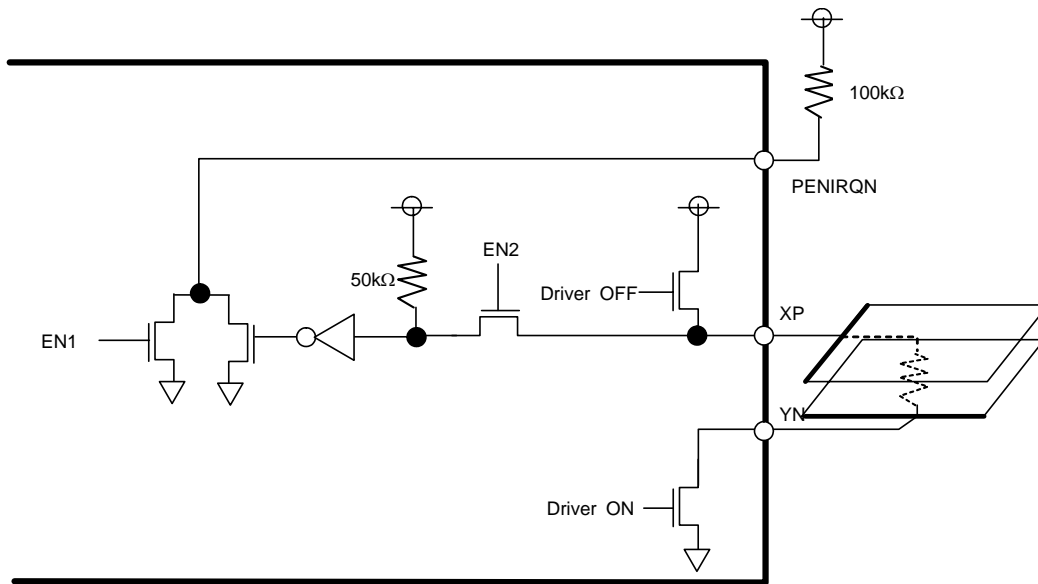 100kΩ
PENIRQN
EN2
50kΩ
Driver OFF
XP
EN1
YN
Driver ON